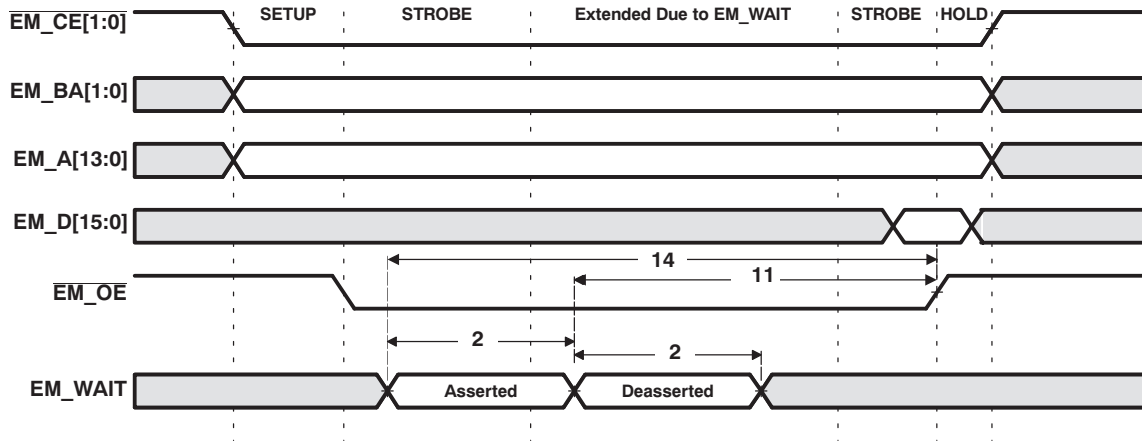 EM_CE[1:0] SETUP STROBE Extended Due to EM_WAIT STROBE HOLD
EM_BA[1:0]
EM_A[13:0]
EM_D[15:0]
14
11
EM_OE
2
2
EM_WAIT Asserted Deasserted